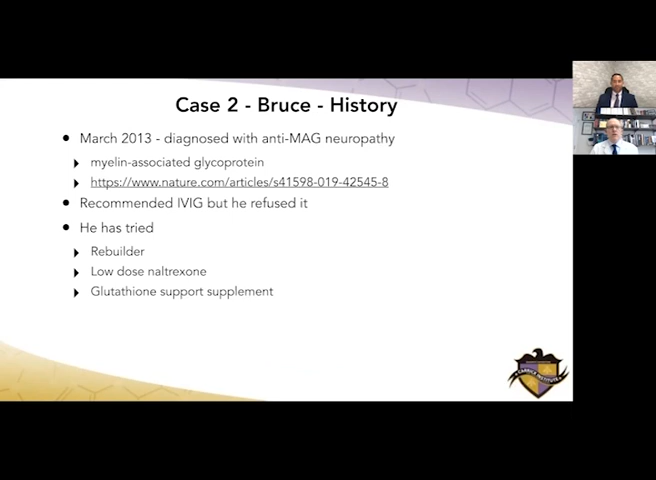 Case 2 - Bruce - History
March 2013 - diagnosed with anti-MAG neuropathy
myelin-associated glycoprotein
https://www.nature.com/articles/s41598-019-42545-8
Recommended IVIG but he refused it
He has tried
Rebuilder
Low dose naltrexone
Glutathione support supplement
CARRICK INSTITUTE